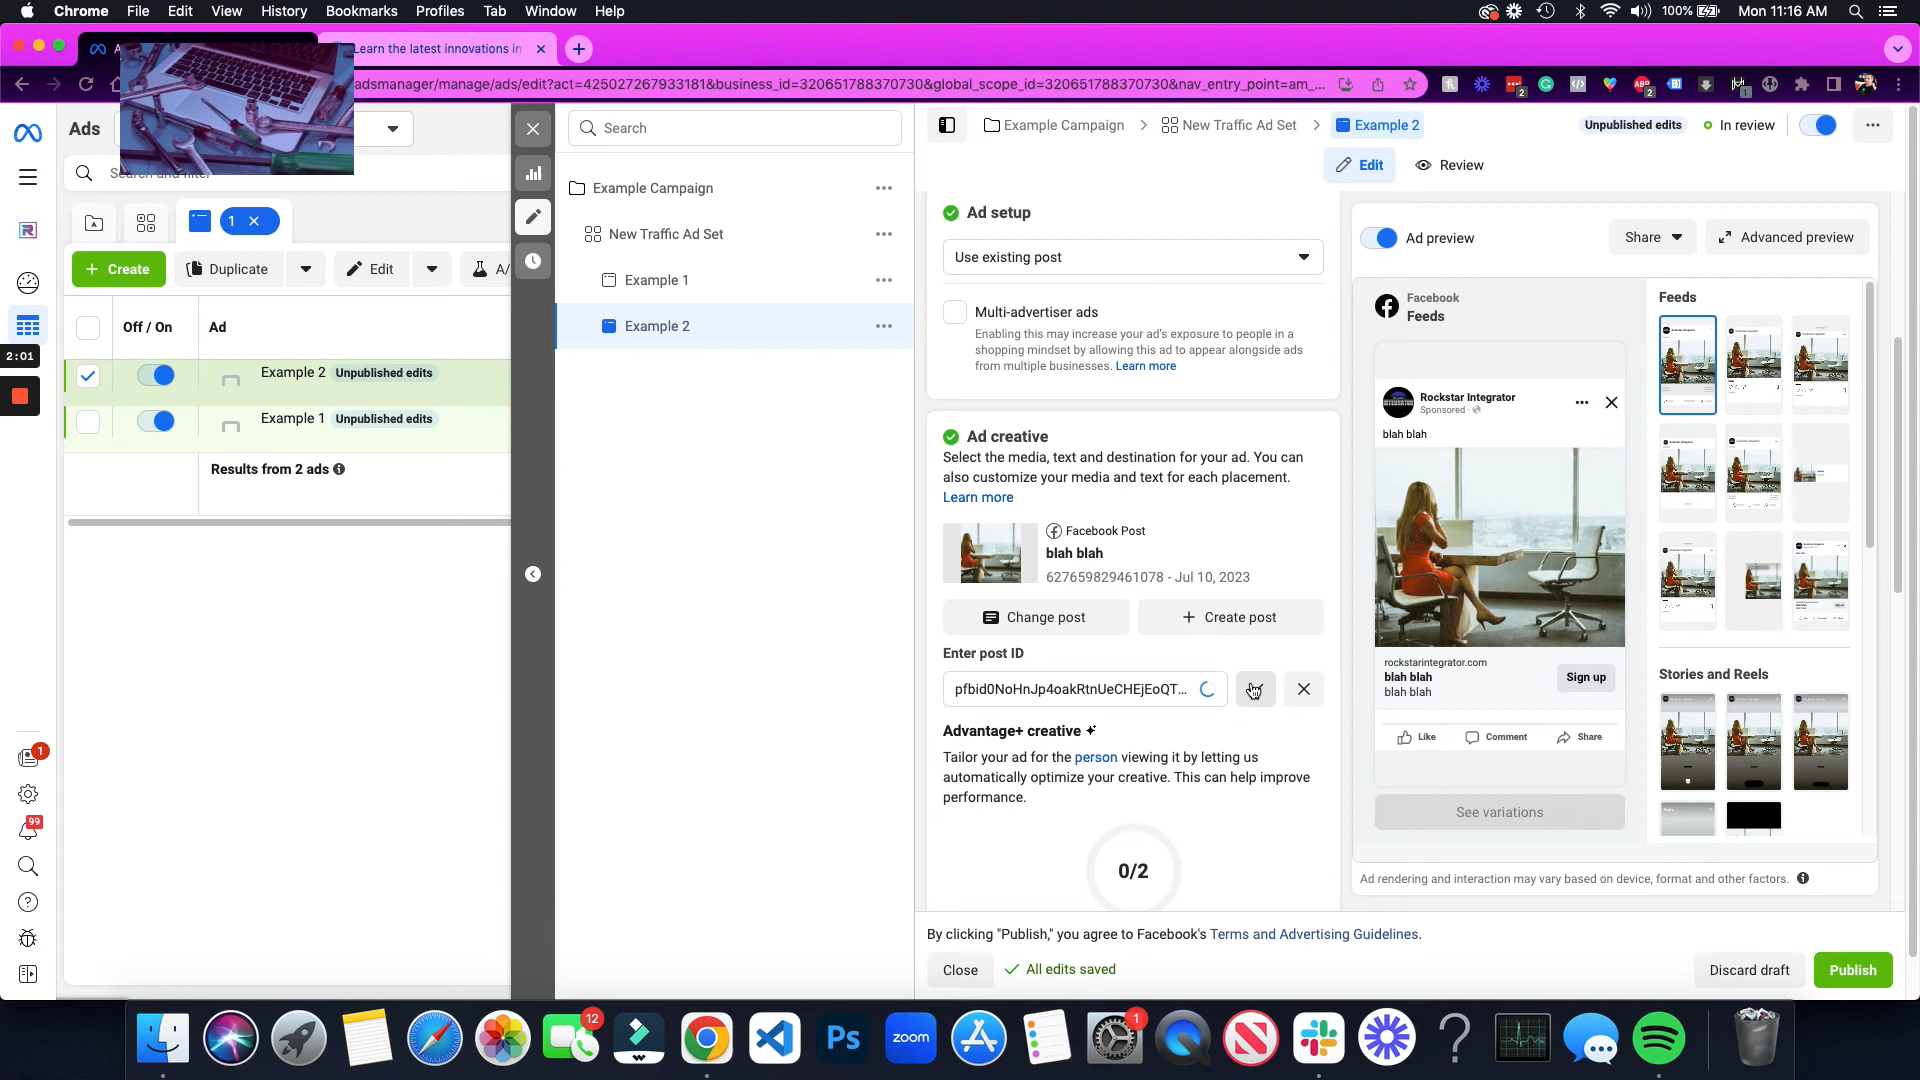 Chrome File Edit View History Bookmarks Profiles Tab Window Help
100% Mon 11:16 AM
Learn the latest innovations in
adsmanager/manage/ads/edit?act=425027267933181&business_id=320651788370730&global_scope_id=320651788370730&nav_entry_point=am_...
Ads
Search
Example Campaign
New Traffic Ad Set
Example 1
Example 2
1
Create
Duplicate
Edit
A/
Off / On
Ad
Example 2 Unpublished edits
Example 1 Unpublished edits
Results from 2 ads
2:01
1
99
Example Campaign
New Traffic Ad Set
Example 2
Unpublished edits
In review
Edit
Review
Ad setup
Use existing post
Multi-advertiser ads
Enabling this may increase your ad's exposure to people in a
shopping mindset by allowing this ad to appear alongside ads
from multiple businesses. Learn more
Ad creative
Select the media, text and destination for your ad. You can
also customize your media and text for each placement.
Learn more
Facebook Post
blah blah
627659829461078 - Jul 10, 2023
Change post
Create post
Enter post ID
pfbid0NoHnJp4oakRtnUeCHEjEoQT...
Advantage+ creative
Tailor your ad for the person viewing it by letting us
automatically optimize your creative. This can help improve
performance.
0/2
Ad preview
Share
Advanced preview
Facebook
Feeds
Rockstar Integrator
Sponsored ·
blah blah
rockstarintegrator.com
blah blah
blah blah
Sign up
Like
Comment
Share
See variations
Feeds
Stories and Reels
Ad rendering and interaction may vary based on device, format and other factors.
By clicking "Publish," you agree to Facebook's Terms and Advertising Guidelines.
Close
All edits saved
Discard draft
Publish
12
Ps
zoom
1